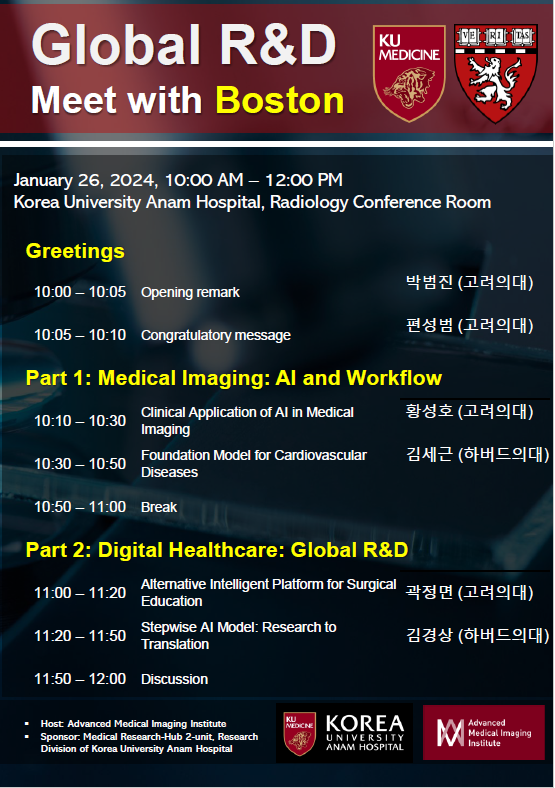 Global R&D
Meet with Boston
KU
MEDICINE
VE RI TAS
January 26, 2024, 10:00 AM – 12:00 PM
Korea University Anam Hospital, Radiology Conference Room
Greetings
10:00 – 10:05 Opening remark 박범진 (고려의대)
10:05 – 10:10 Congratulatory message 편성범 (고려의대)
Part 1: Medical Imaging: AI and Workflow
10:10 – 10:30 Clinical Application of AI in Medical 황성호 (고려의대)
Imaging
10:30 – 10:50 Foundation Model for Cardiovascular 김세근 (하버드의대)
Diseases
10:50 – 11:00 Break
Part 2: Digital Healthcare: Global R&D
11:00 – 11:20 Alternative Intelligent Platform for Surgical 곽정면 (고려의대)
Education
11:20 – 11:50 Stepwise AI Model: Research to 김경상 (하버드의대)
Translation
11:50 – 12:00 Discussion
▪ Host: Advanced Medical Imaging Institute
▪ Sponsor: Medical Research-Hub 2-unit, Research
Division of Korea University Anam Hospital
KU
MEDICINE
KOREA
UNIVERSITY
ANAM HOSPITAL
Advanced
Medical Imaging
Institute